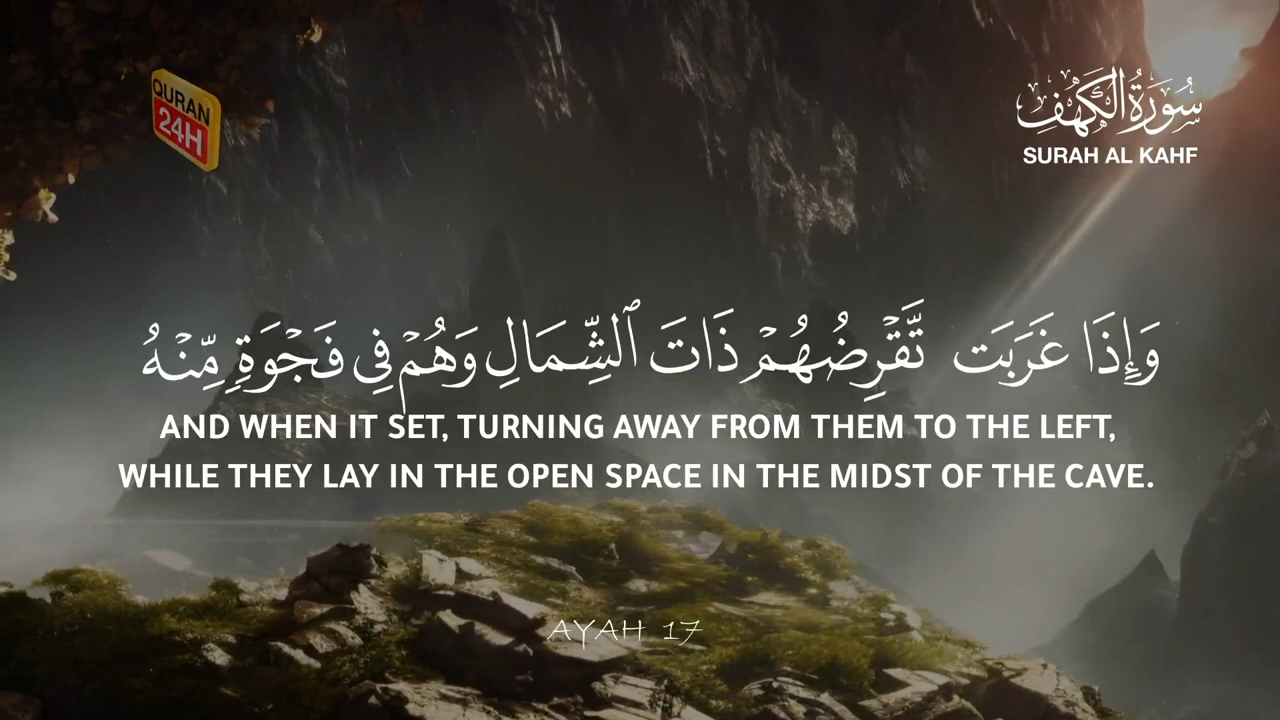 QURAN
24H
سُورَةُ الكَهْفِ
SURAH AL KAHF
وَإِذَا غَرَبَت تَّقْرِضُهُمْ ذَاتَ ٱلشِّمَالِ وَهُمْ فِى فَجْوَةٍ مِّنْهُ
AND WHEN IT SET, TURNING AWAY FROM THEM TO THE LEFT,
WHILE THEY LAY IN THE OPEN SPACE IN THE MIDST OF THE CAVE.
AYAH 17